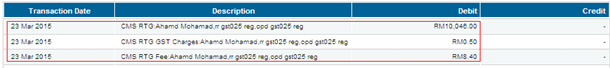 Transaction Date Description Debit Credit
23 Mar 2015 CMS RTG:Ahamd Mohamad,rr gst025 reg,opd gst025 reg RM10,046.00 -
23 Mar 2015 CMS RTG GST Charges:Ahamd Mohamad,rr gst025 reg,opd gst025 reg RM0.50 -
23 Mar 2015 CMS RTG Fee:Ahamd Mohamad,rr gst025 reg,opd gst025 reg RM8.40 -